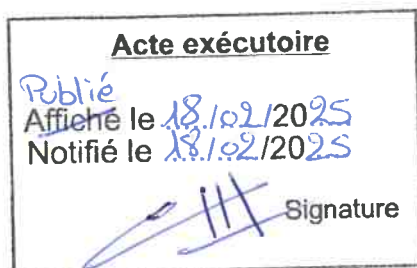 Acte exécutoire
Publié
Affiché le 18/02/2025
Notifié le 18/02/2025
Signature